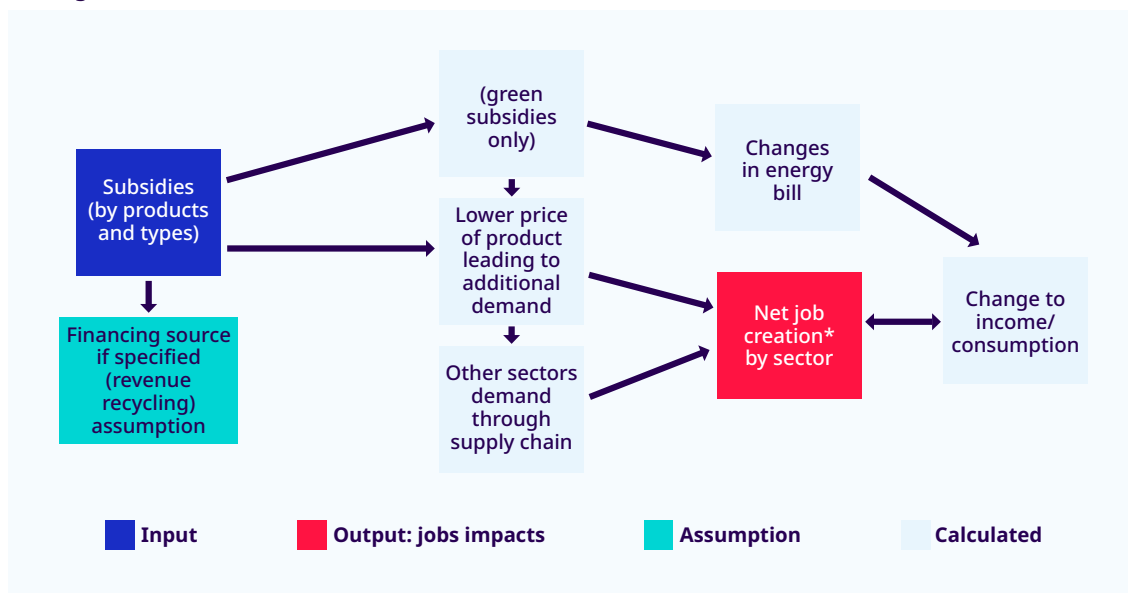 (green
subsidies
only)
Subsidies
(by products
and types)
Changes
in energy
bill
Lower price
of product
leading to
additional
demand
Financing source
if specified
(revenue
recycling)
assumption
Net job
creation*
by sector
Change to
income/
consumption
Other sectors
demand
through
supply chain
Input
Output: jobs impacts
Assumption
Calculated